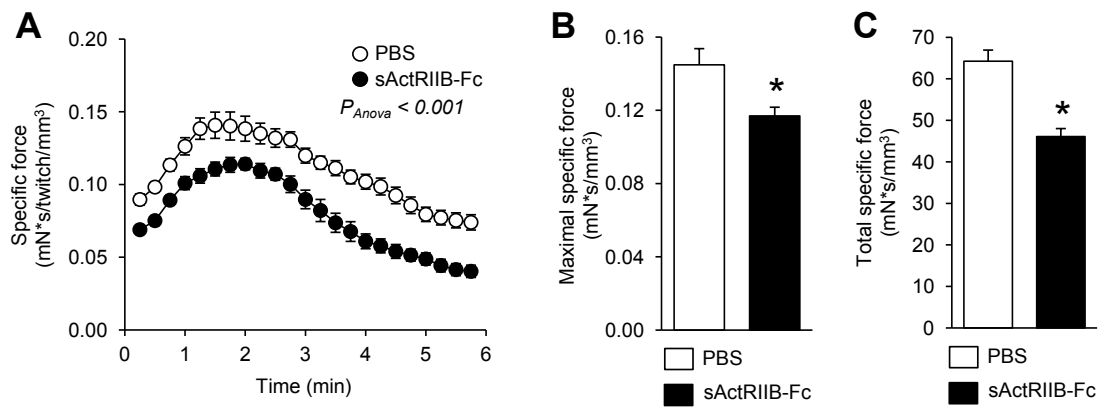 A
Specific force
(mN*s/twitch/mm³)
0.20
0.15
0.10
0.05
0.00
PBS
sActRIIB-Fc
P_Anova < 0.001
0 1 2 3 4 5 6
Time (min)
B
Maximal specific force
(mN*s/mm³)
0.16
0.12
0.08
0.04
0.00
*
PBS
sActRIIB-Fc
C
Total specific force
(mN*s/mm³)
70
60
50
40
30
20
10
0
*
PBS
sActRIIB-Fc